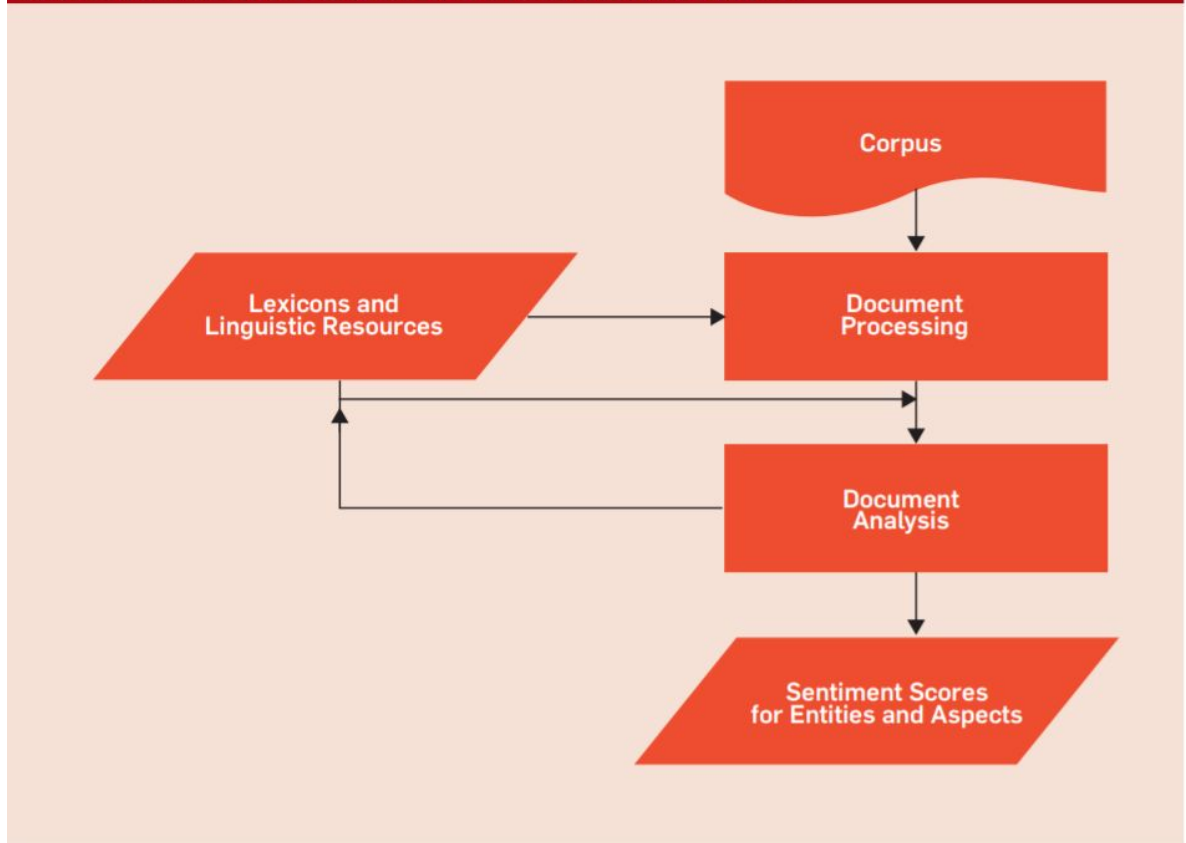 Corpus
Lexicons and
Linguistic Resources
Document
Processing
Document
Analysis
Sentiment Scores
for Entities and Aspects